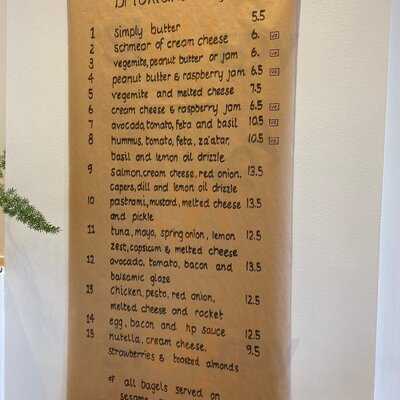 1 simply butter 5.5
2 schmear of cream cheese 6.
3 vegemite, peanut butter or jam 6.
4 peanut butter & raspberry jam 6.5
5 vegemite and melted cheese 7.5
6 cream cheese & raspberry jam 6.5
7 avocado, tomato, feta and basil 10.5
8 hummus, tomato, feta, za'atar, 10.5
basil and lemon oil drizzle
9 Salmon, cream cheese, red onion, 13.5
capers, dill and lemon oil drizzle
10 pastrami, mustard, melted cheese 13.5
and pickle
11 tuna, mayo, spring onion, lemon 12.5
zest, capsicum & melted cheese
12 avocado, tomato, bacon and 13.5
balsamic glaze
13 Chicken, pesto, red onion, 12.5
melted cheese and rocket
14 egg, bacon and hp sauce 12.5
15 nutella, cream cheese, 9.5
strawberries & toasted almonds
all bagels served on
sesame